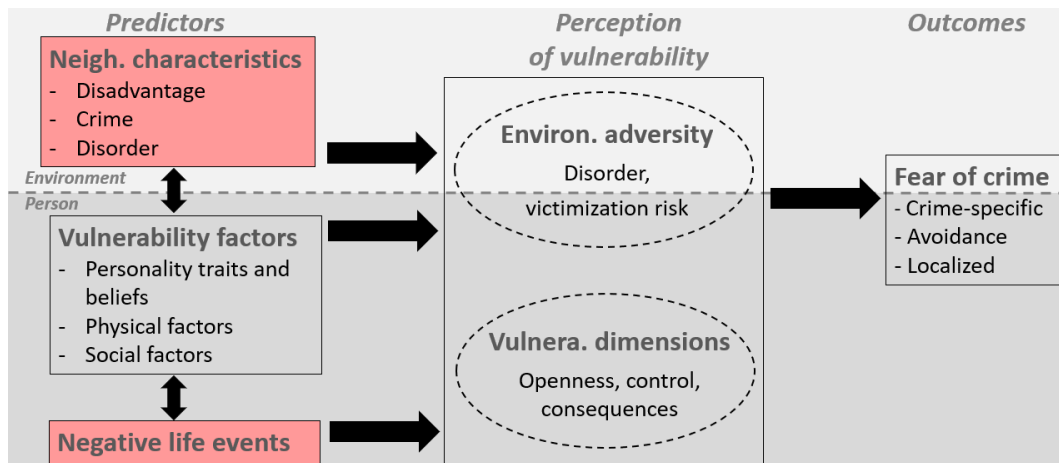 Predictors
Neigh. characteristics
- Disadvantage
- Crime
- Disorder
Environment
Person
Vulnerability factors
- Personality traits and
beliefs
- Physical factors
- Social factors
Negative life events
Perception
of vulnerability
Environ. adversity
Disorder,
victimization risk
Vulnera. dimensions
Openness, control,
consequences
Outcomes
Fear of crime
- Crime-specific
- Avoidance
- Localized